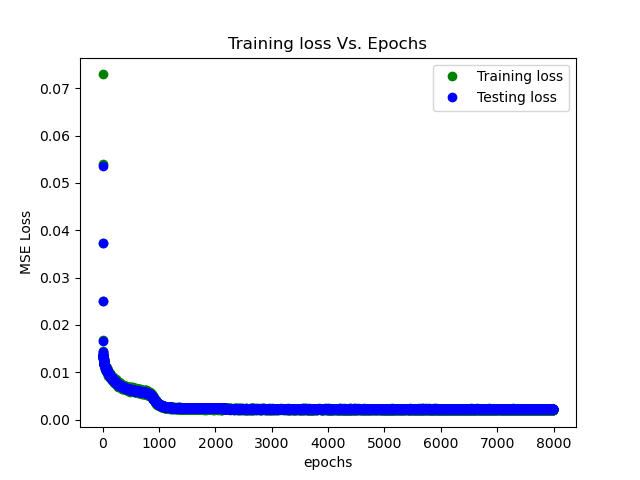 Training loss Vs. Epochs
Training loss
Testing loss
MSE Loss
0.07
0.06
0.05
0.04
0.03
0.02
0.01
0.00
0 1000 2000 3000 4000 5000 6000 7000 8000
epochs